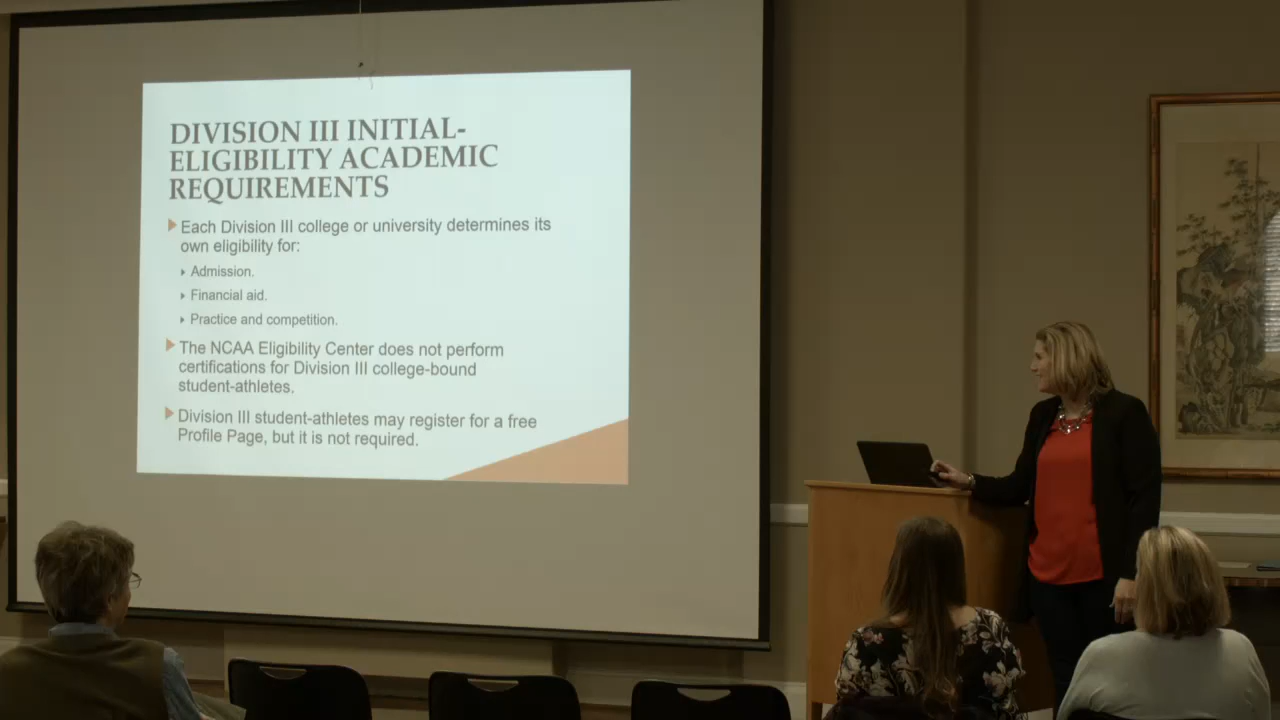 DIVISION III INITIAL-
ELIGIBILITY ACADEMIC
REQUIREMENTS
Each Division III college or university determines its
own eligibility for:
Admission.
Financial aid.
Practice and competition.
The NCAA Eligibility Center does not perform
certifications for Division III college-bound
student-athletes.
Division III student-athletes may register for a free
Profile Page, but it is not required.